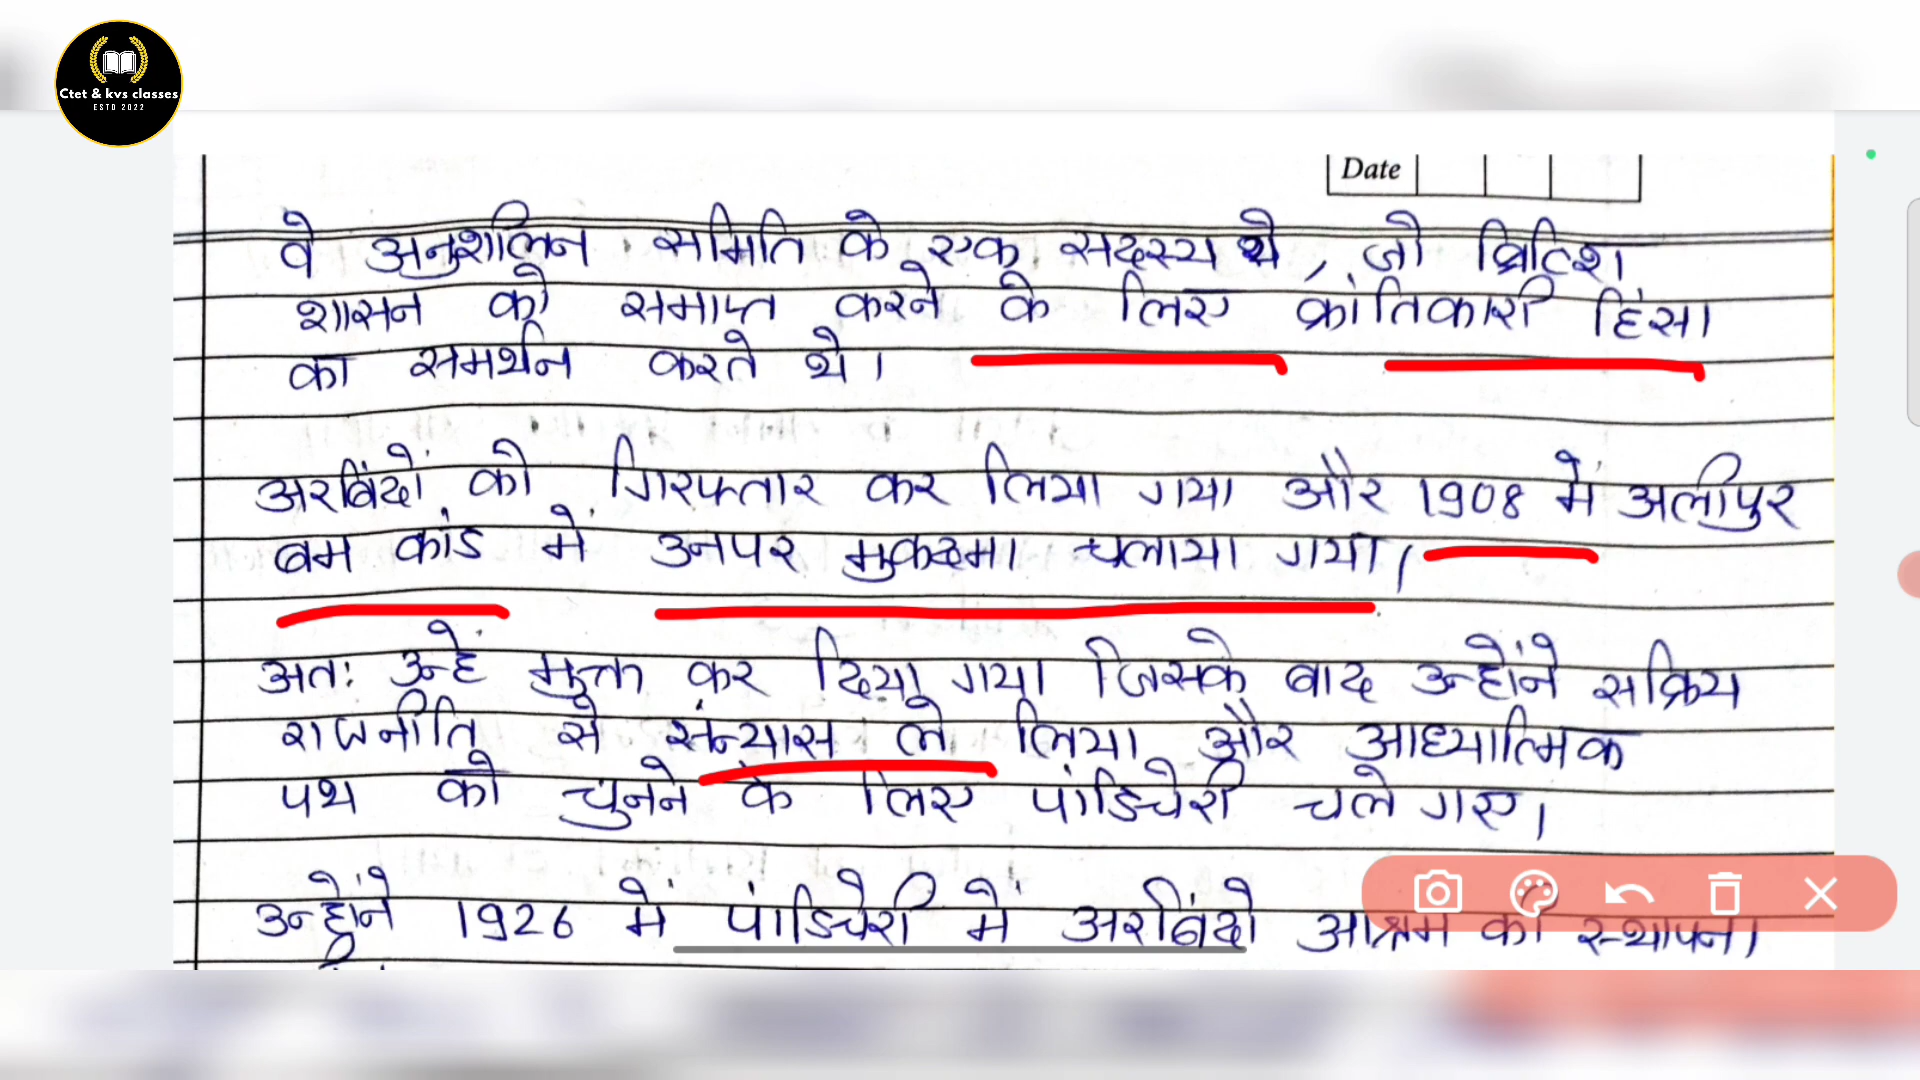 Ctet & kvs classes
ESTD 2022
Date
वे अनुशीलन समिति के एक सदस्य थे, जो ब्रिटिश
शासन को समाप्त करने के लिए क्रांतिकारी हिंसा
का समर्थन करते थे।
अरबिंदों को गिरफ्तार कर लिया गया और 1908 में अलीपुर
बम कांड में उनपर मुकदमा चलाया गया।
अतः उन्हें मुक्त कर दिया गया जिसके बाद उन्होंने सक्रिय
राजनीति से संन्यास ले लिया और आध्यात्मिक
पथ को चुनने के लिए पांडिचेरी चले गए।
उन्होंने 1926 में पांडिचेरी में अरबिंदो आश्रम की स्थापना